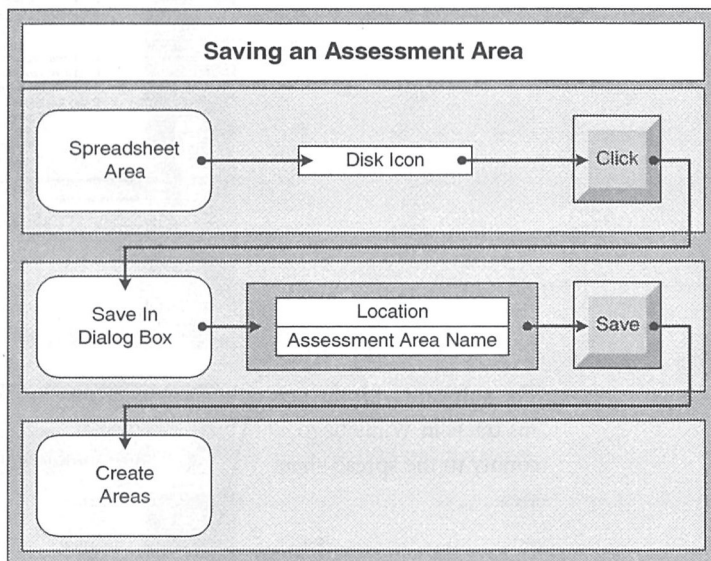 Saving an Assessment Area
Spreadsheet
Area
Disk Icon
Click
Save In
Dialog Box
Location
Assessment Area Name
Save
Create
Areas